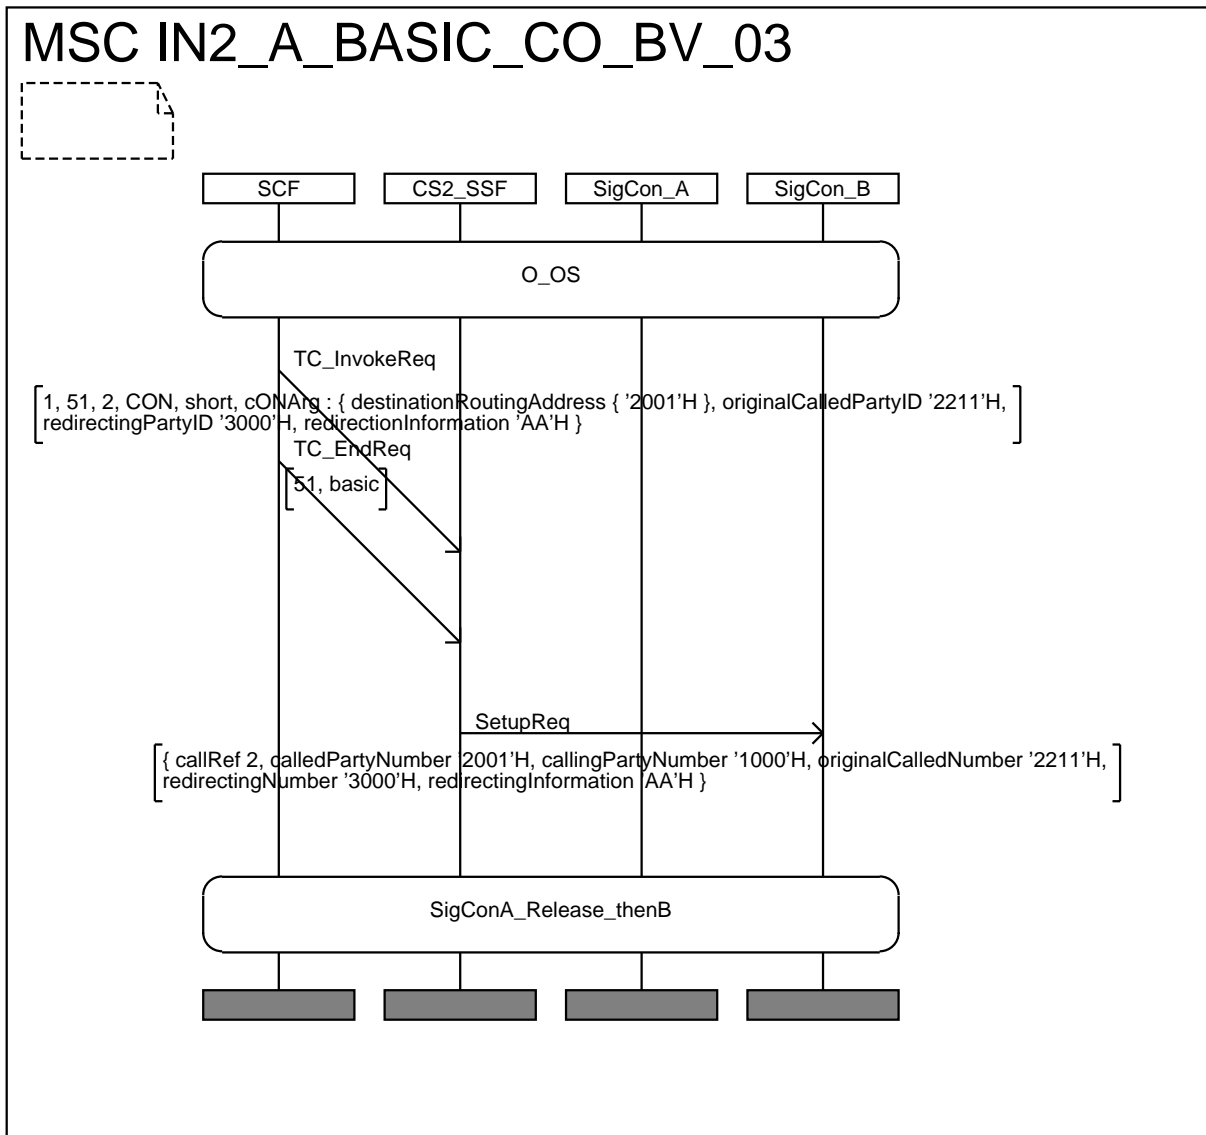 MSC IN2_A_BASIC_CO_BV_03
SCF CS2_SSF SigCon_A SigCon_B
O_OS
TC_InvokeReq
1, 51, 2, CON, short, cONArg : { destinationRoutingAddress { '2001'H }, originalCalledPartyID '2211'H,
redirectingPartyID '3000'H, redirectionInformation 'AA'H }
TC_EndReq
51, basic
SetupReq
{ callRef 2, calledPartyNumber '2001'H, callingPartyNumber '1000'H, originalCalledNumber '2211'H,
redirectingNumber '3000'H, redirectingInformation 'AA'H }
SigConA_Release_thenB